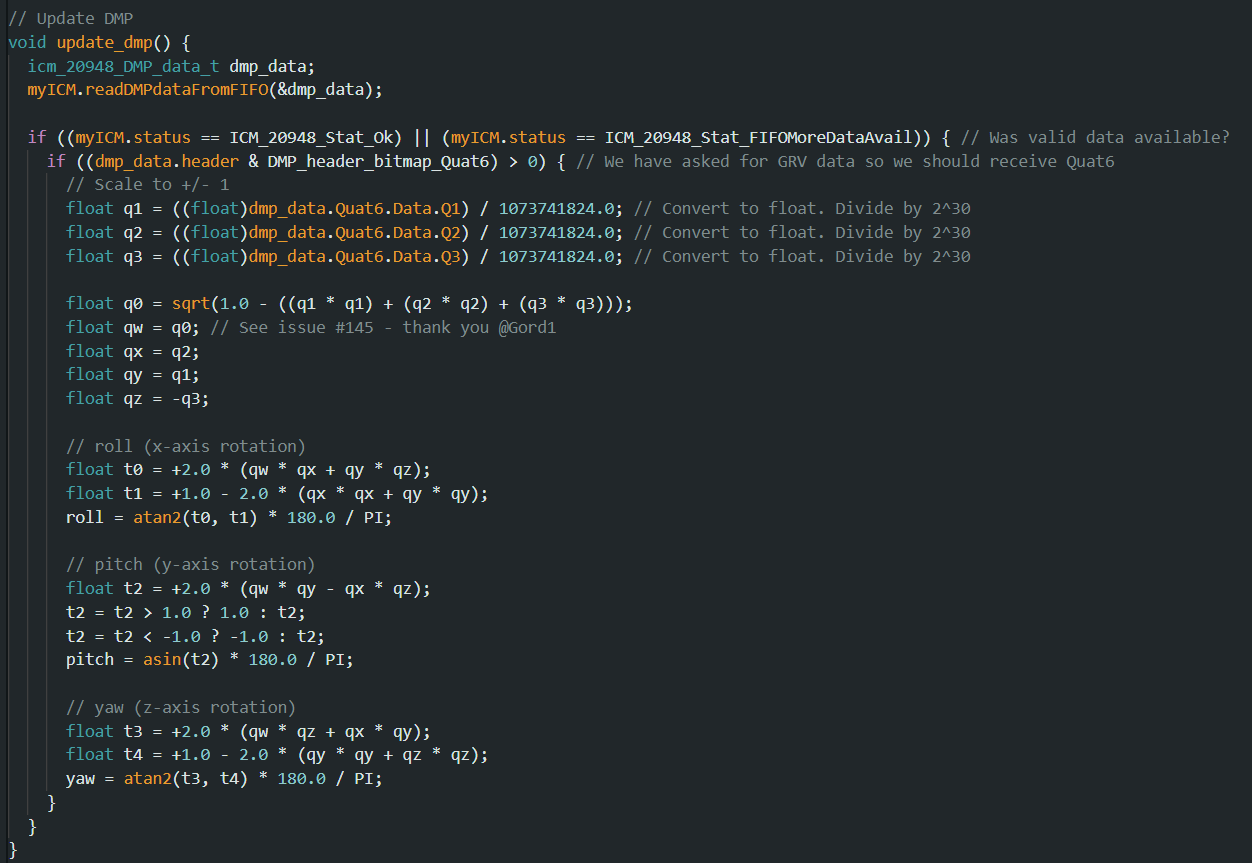 // Update DMP
void update_dmp() {
  icm_20948_DMP_data_t dmp_data;
  myICM.readDMPdataFromFIFO(&dmp_data);

  if ((myICM.status == ICM_20948_Stat_Ok) || (myICM.status == ICM_20948_Stat_FIFOMoreDataAvail)) { // Was valid data available?
    if ((dmp_data.header & DMP_header_bitmap_Quat6) > 0) { // We have asked for GRV data so we should receive Quat6
      // Scale to +/- 1
      float q1 = ((float)dmp_data.Quat6.Data.Q1) / 1073741824.0; // Convert to float. Divide by 2^30
      float q2 = ((float)dmp_data.Quat6.Data.Q2) / 1073741824.0; // Convert to float. Divide by 2^30
      float q3 = ((float)dmp_data.Quat6.Data.Q3) / 1073741824.0; // Convert to float. Divide by 2^30

      float q0 = sqrt(1.0 - ((q1 * q1) + (q2 * q2) + (q3 * q3)));
      float qw = q0; // See issue #145 - thank you @Gord1
      float qx = q2;
      float qy = q1;
      float qz = -q3;

      // roll (x-axis rotation)
      float t0 = +2.0 * (qw * qx + qy * qz);
      float t1 = +1.0 - 2.0 * (qx * qx + qy * qy);
      roll = atan2(t0, t1) * 180.0 / PI;

      // pitch (y-axis rotation)
      float t2 = +2.0 * (qw * qy - qx * qz);
      t2 = t2 > 1.0 ? 1.0 : t2;
      t2 = t2 < -1.0 ? -1.0 : t2;
      pitch = asin(t2) * 180.0 / PI;

      // yaw (z-axis rotation)
      float t3 = +2.0 * (qw * qz + qx * qy);
      float t4 = +1.0 - 2.0 * (qy * qy + qz * qz);
      yaw = atan2(t3, t4) * 180.0 / PI;
    }
  }
}